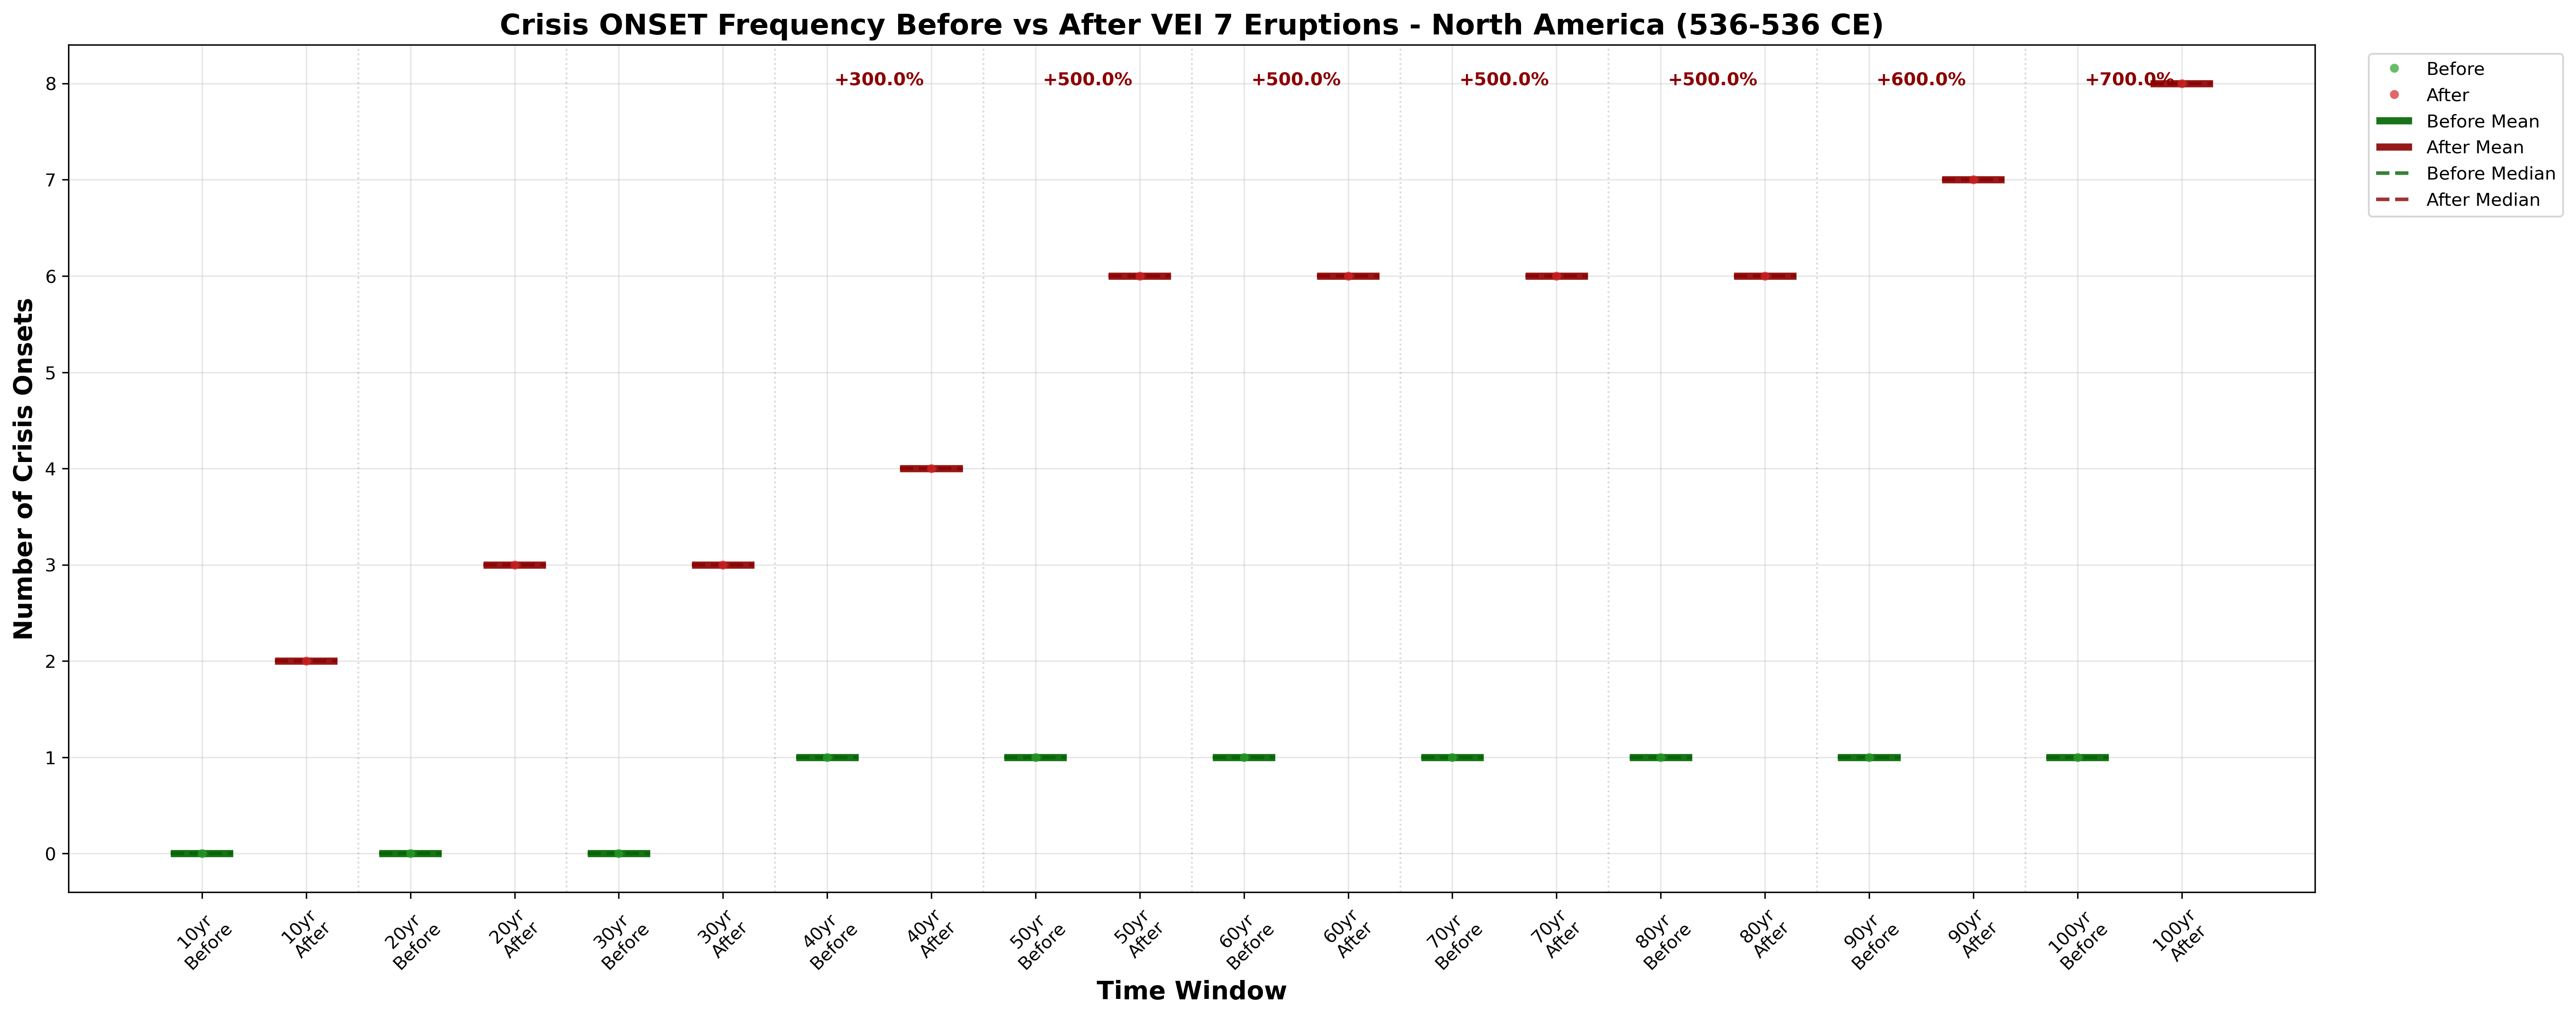 Crisis ONSET Frequency Before vs After VEI 7 Eruptions - North America (536-536 CE)
Number of Crisis Onsets
8
7
6
5
4
3
2
1
0
+300.0%
+500.0%
+500.0%
+500.0%
+500.0%
+600.0%
+700.0%
Before
After
Before Mean
After Mean
Before Median
After Median
10yr
Before
10yr
After
20yr
Before
20yr
After
30yr
Before
30yr
After
40yr
Before
40yr
After
50yr
Before
50yr
After
60yr
Before
60yr
After
70yr
Before
70yr
After
80yr
Before
80yr
After
90yr
Before
90yr
After
100yr
Before
100yr
After
Time Window